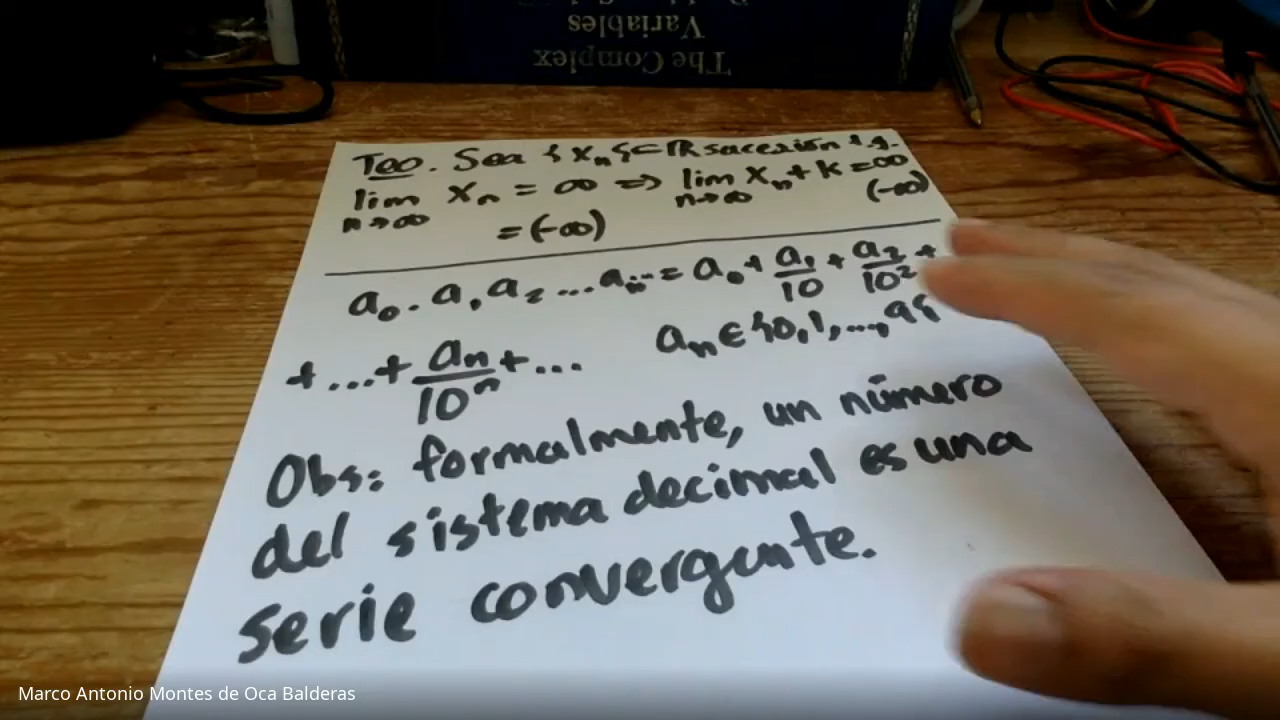 The Complex
Variables
Teo. Sea {xₙ}⊂ℝ sucesión t.q.
lim xₙ = ∞ ⇒ lim xₙ + k = ∞
n→∞ n→∞ (-∞)
= (-∞)
a₀.a₁a₂...aₙ... = a₀ + a₁/10 + a₂/10² +
+...+ aₙ/10ⁿ +... aₙ∈{0,1,...,9}
Obs: formalmente, un número
del sistema decimal es una
serie convergente.
Marco Antonio Montes de Oca Balderas